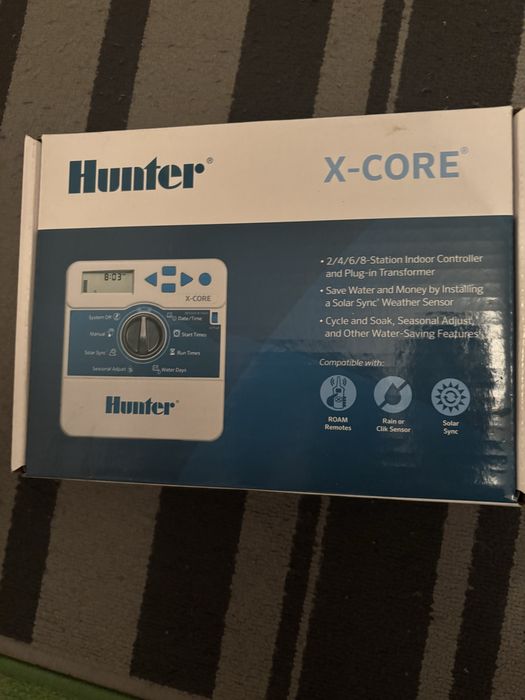 Hunter®
X-CORE®
• 2/4/6/8-Station Indoor Controller
and Plug-in Transformer
• Save Water and Money by Installing
a Solar Sync® Weather Sensor
• Cycle and Soak, Seasonal Adjust,
and Other Water-Saving Features
Compatible with:
ROAM
Remotes
Rain or
Clik Sensor
Solar
Sync
8:03
X-CORE
System Off
Date/Time
Manual
Start Times
Solar Sync
Run Times
Seasonal Adjust
Water Days
Hunter®